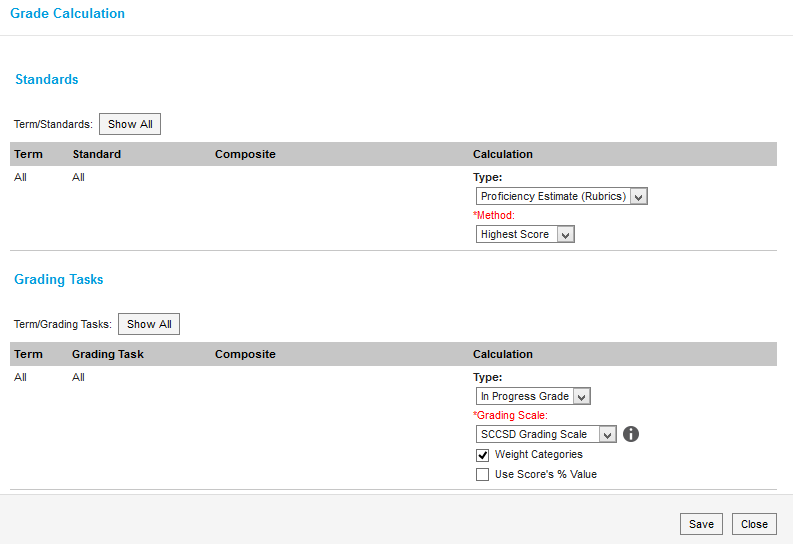 Grade Calculation
Standards
Term/Standards: Show All
Term Standard Composite Calculation
All All Type:
Proficiency Estimate (Rubrics)
*Method:
Highest Score
Grading Tasks
Term/Grading Tasks: Show All
Term Grading Task Composite Calculation
All All Type:
In Progress Grade
*Grading Scale:
SCCSD Grading Scale
Weight Categories
Use Score's % Value
Save Close